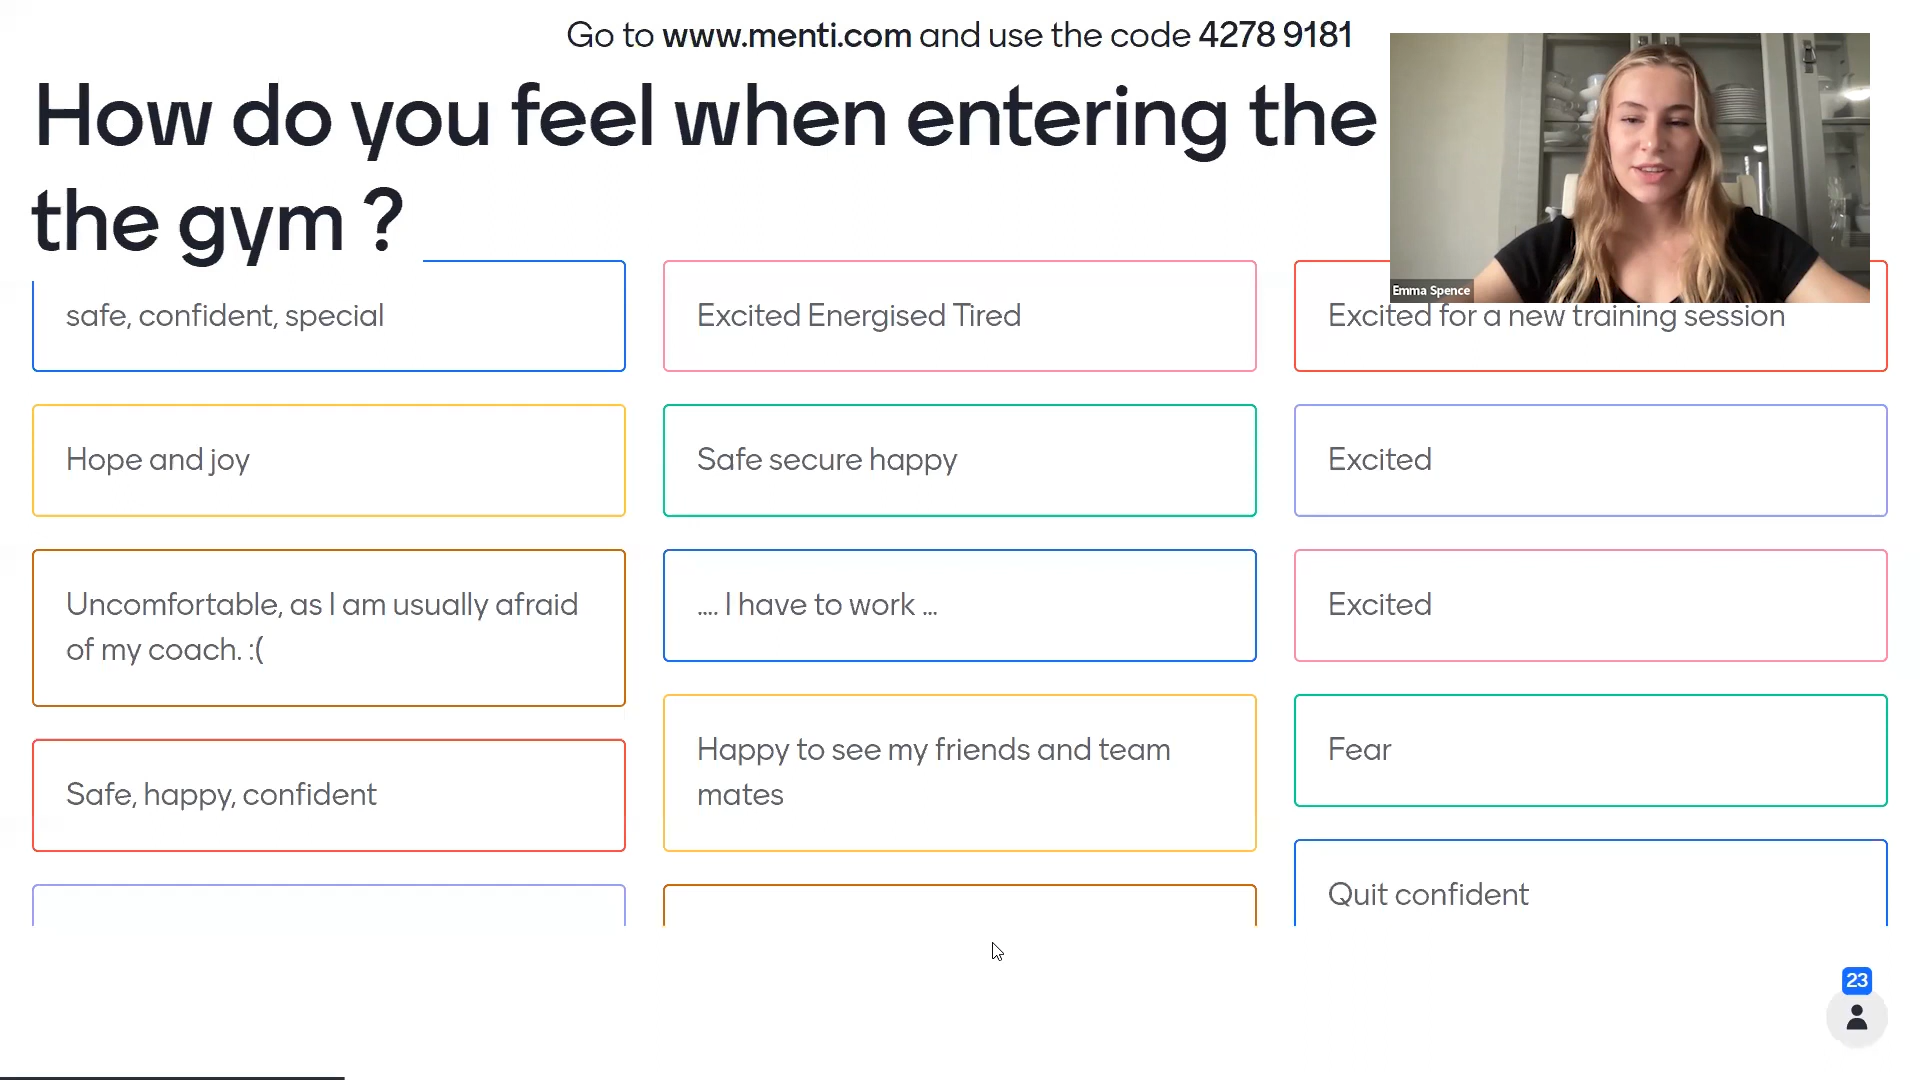 Go to www.menti.com and use the code 4278 9181
How do you feel when entering the
the gym ?
Emma Spence
safe, confident, special
Excited Energised Tired
Excited for a new training session
Hope and joy
Safe secure happy
Excited
Uncomfortable, as I am usually afraid
of my coach. :(
.... I have to work ...
Excited
Happy to see my friends and team
mates
Fear
Safe, happy, confident
Quit confident
23